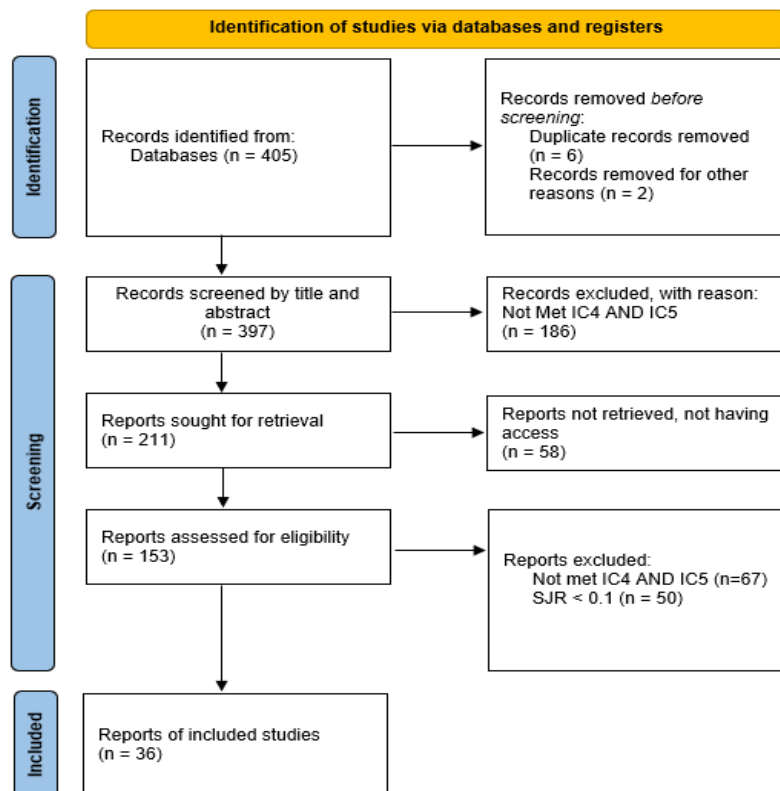 Identification of studies via databases and registers
Identification
Records identified from:
Databases (n = 405)
Records removed before
screening:
Duplicate records removed
(n = 6)
Records removed for other
reasons (n = 2)
Screening
Records screened by title and
abstract
(n = 397)
Records excluded, with reason:
Not Met IC4 AND IC5
(n = 186)
Reports sought for retrieval
(n = 211)
Reports not retrieved, not having
access
(n = 58)
Reports assessed for eligibility
(n = 153)
Reports excluded:
Not met IC4 AND IC5 (n=67)
SJR < 0.1 (n = 50)
Included
Reports of included studies
(n = 36)